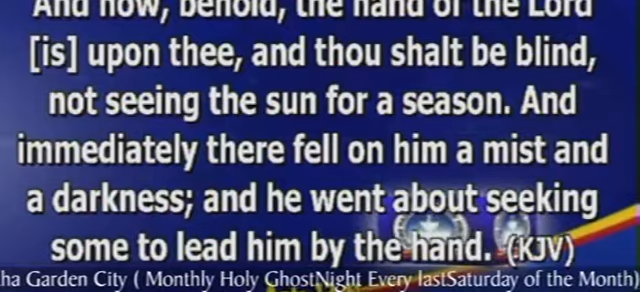 And now, behold, the hand of the Lord
[is] upon thee, and thou shalt be blind,
not seeing the sun for a season. And
immediately there fell on him a mist and
a darkness; and he went about seeking
some to lead him by the hand. (KJV)
ha Garden City ( Monthly Holy GhostNight Every lastSaturday of the Month)